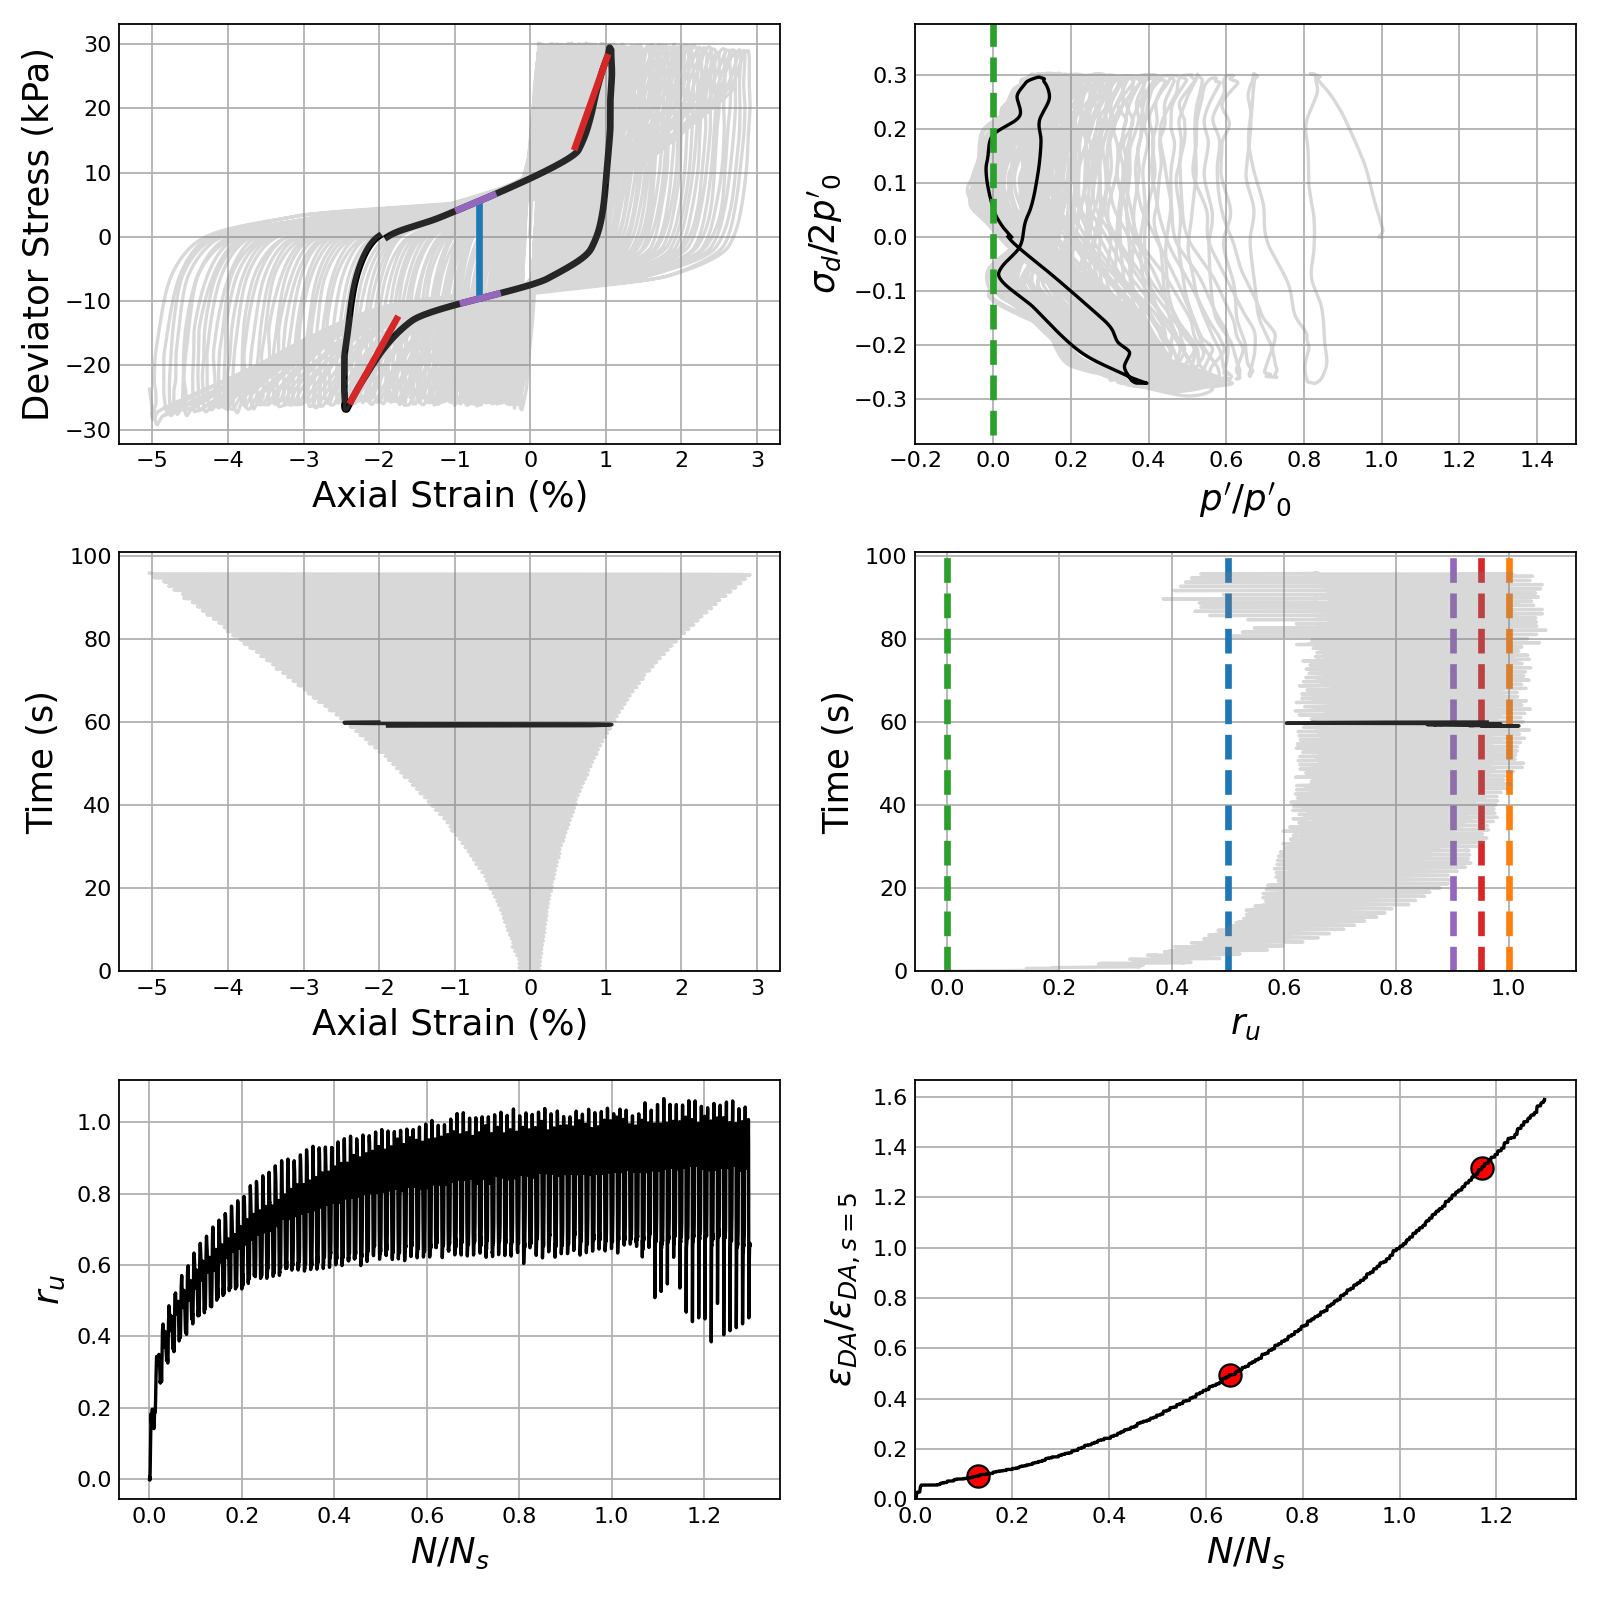 30
20
10
0
−10
−20
−30
−5 −4 −3 −2 −1 0 1 2 3
Axial Strain (%)
Deviator Stress (kPa)
0.3
0.2
0.1
0.0
−0.1
−0.2
−0.3
−0.2 0.0 0.2 0.4 0.6 0.8 1.0 1.2 1.4
p′/p′₀
σ_d/2p′₀
100
80
60
40
20
0
−5 −4 −3 −2 −1 0 1 2 3
Axial Strain (%)
Time (s)
100
80
60
40
20
0
0.0 0.2 0.4 0.6 0.8 1.0
r_u
Time (s)
1.0
0.8
0.6
0.4
0.2
0.0
0.0 0.2 0.4 0.6 0.8 1.0 1.2
N/N_s
r_u
1.6
1.4
1.2
1.0
0.8
0.6
0.4
0.2
0.0
0.0 0.2 0.4 0.6 0.8 1.0 1.2
N/N_s
ε_DA/ε_DA, s = 5